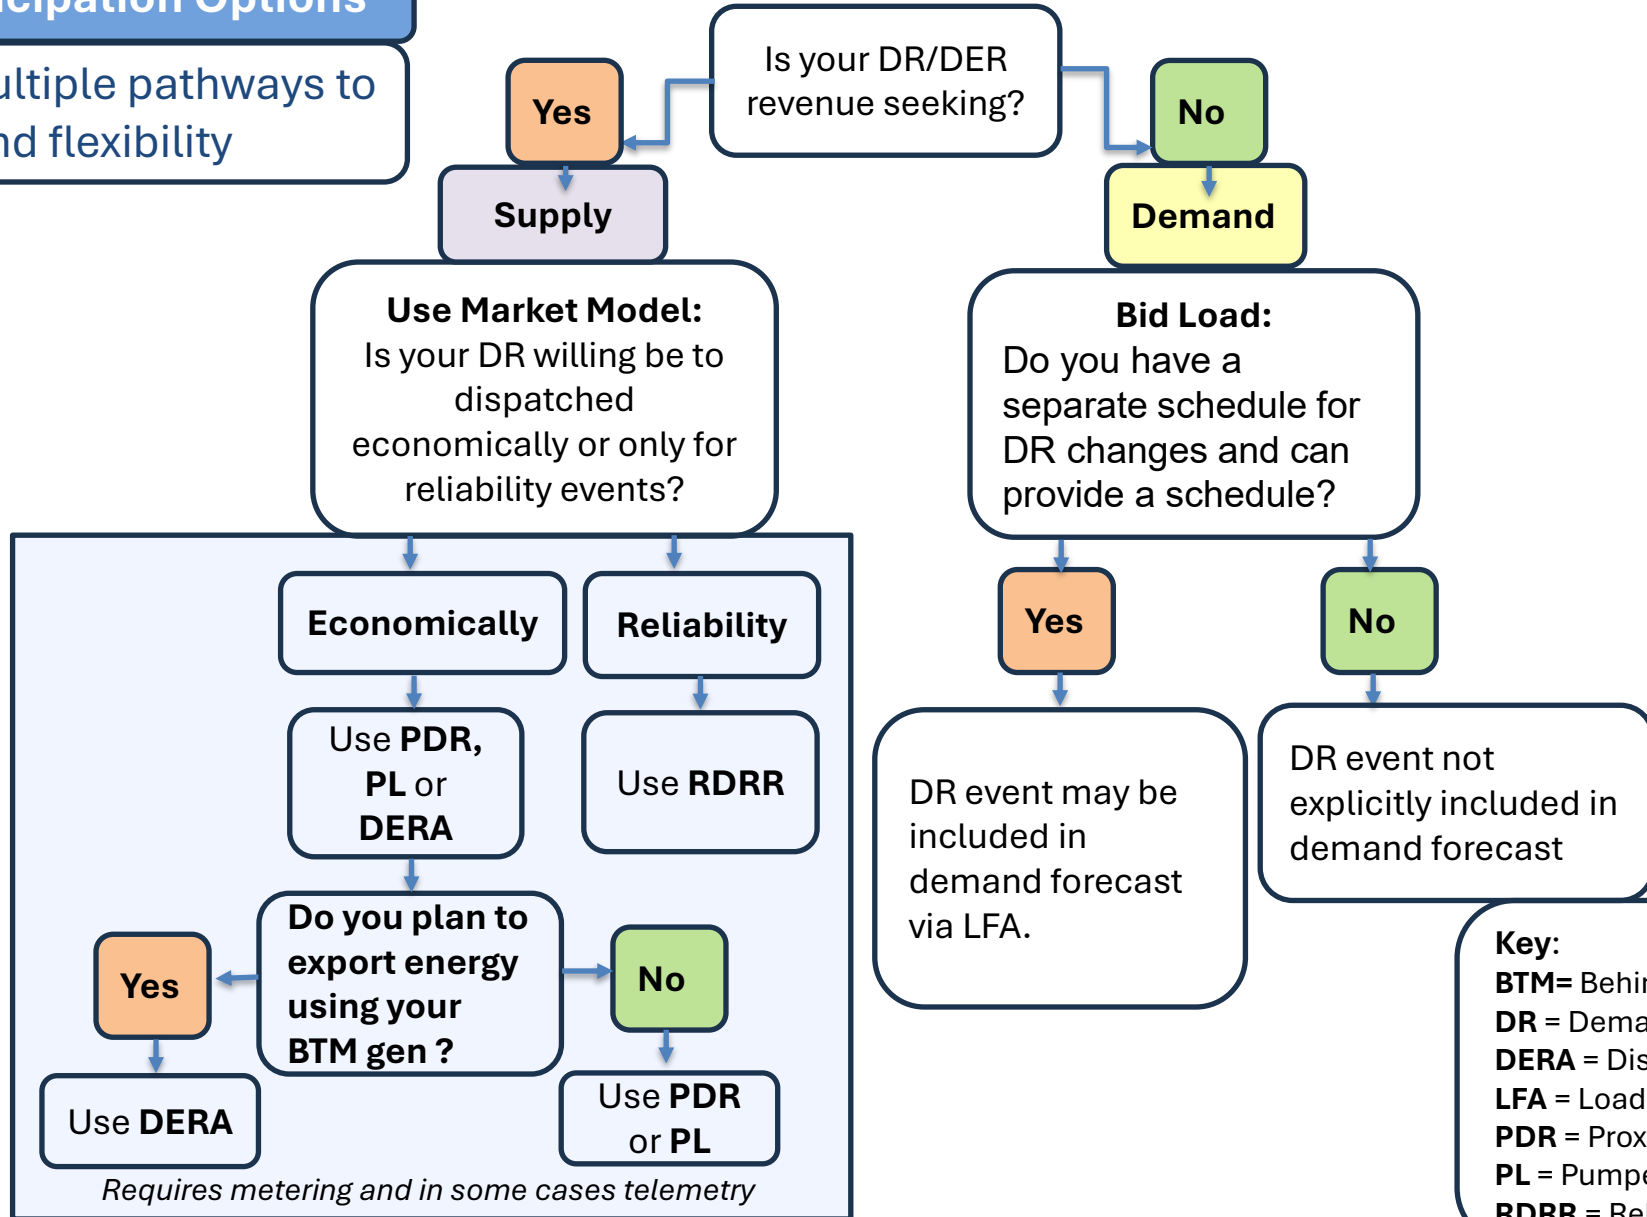 Options
pathways to
flexibility
Is your DR/DER
revenue seeking?
Yes
No
Supply
Demand
Use Market Model:
Is your DR willing be to
dispatched
economically or only for
reliability events?
Bid Load:
Do you have a
separate schedule for
DR changes and can
provide a schedule?
Economically
Reliability
Yes
No
Use PDR,
PL or
DERA
Use RDRR
DR event may be
included in
demand forecast
via LFA.
DR event not
explicitly included in
demand forecast
Do you plan to
export energy
using your
BTM gen ?
Yes
No
Use DERA
Use PDR
or PL
Requires metering and in some cases telemetry
Key:
BTM=
DR =
DERA =
LFA = Load
PDR =
PL =
RDRR =